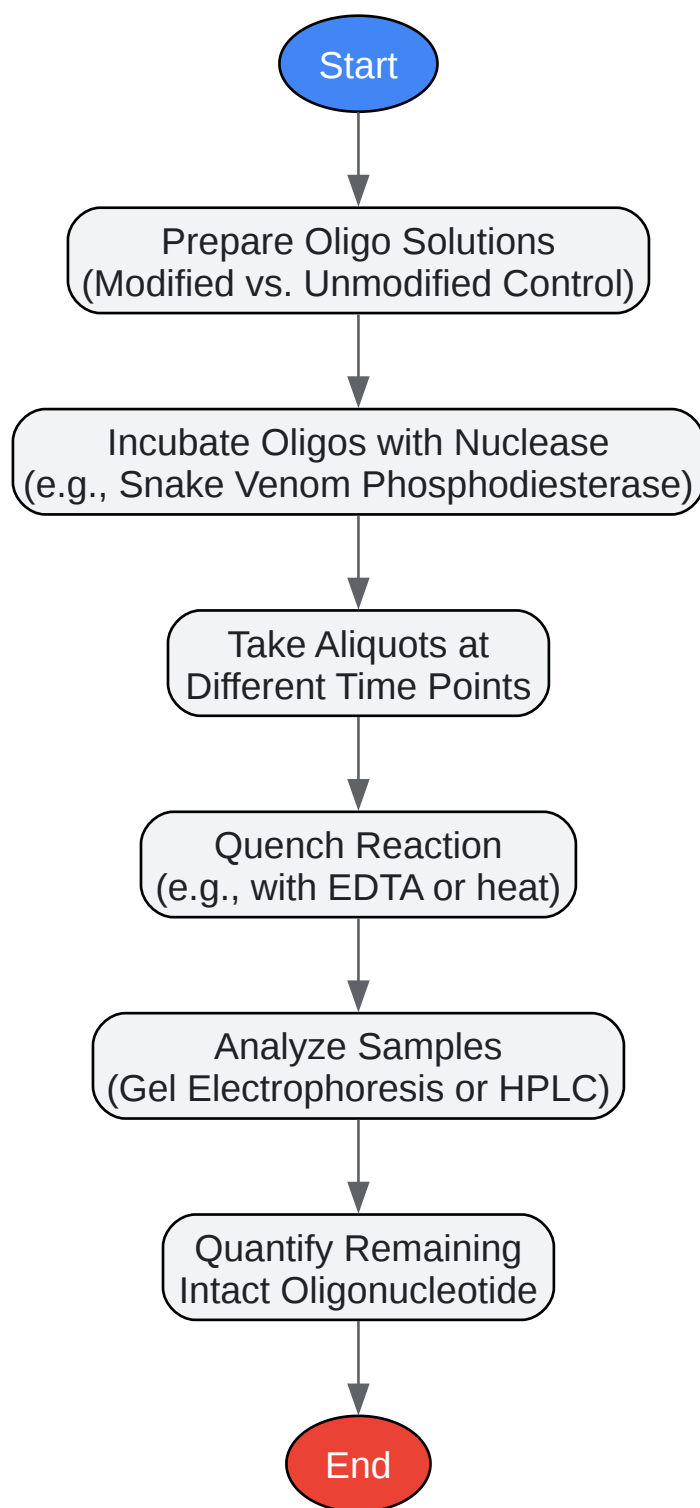 Start
Prepare Oligo Solutions
(Modified vs. Unmodified Control)
Incubate Oligos with Nuclease
(e.g., Snake Venom Phosphodiesterase)
Take Aliquots at
Different Time Points
Quench Reaction
(e.g., with EDTA or heat)
Analyze Samples
(Gel Electrophoresis or HPLC)
Quantify Remaining
Intact Oligonucleotide
End